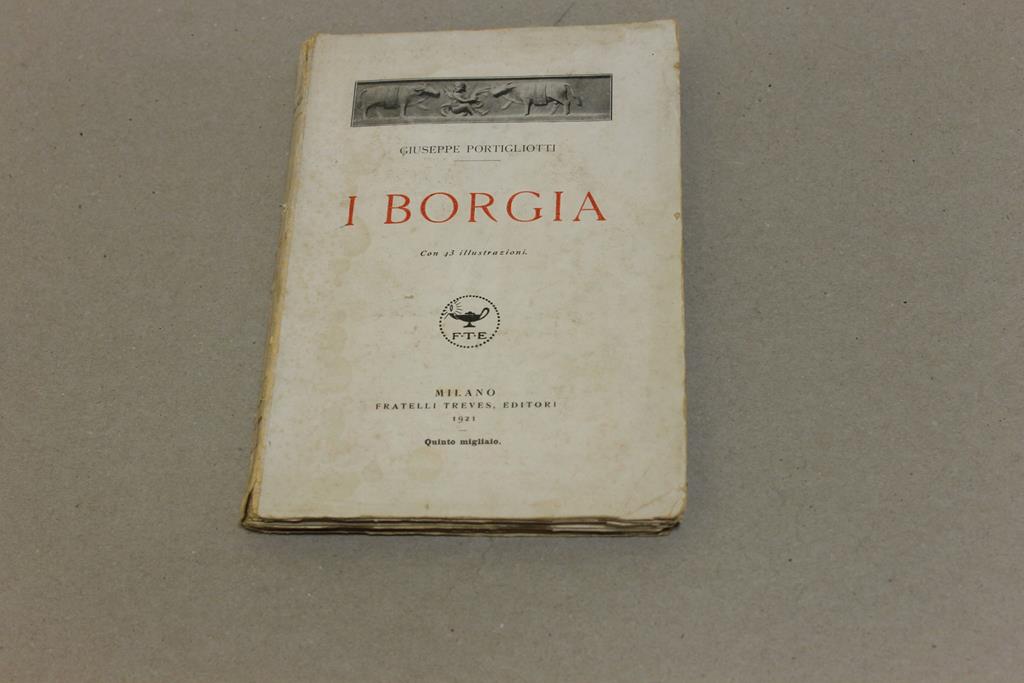 GIUSEPPE PORTIGLIOTTI
I BORGIA
Con 43 illustrazioni.
F·T·E
MILANO
FRATELLI TREVES, EDITORI
1921
Quinto migliaio.